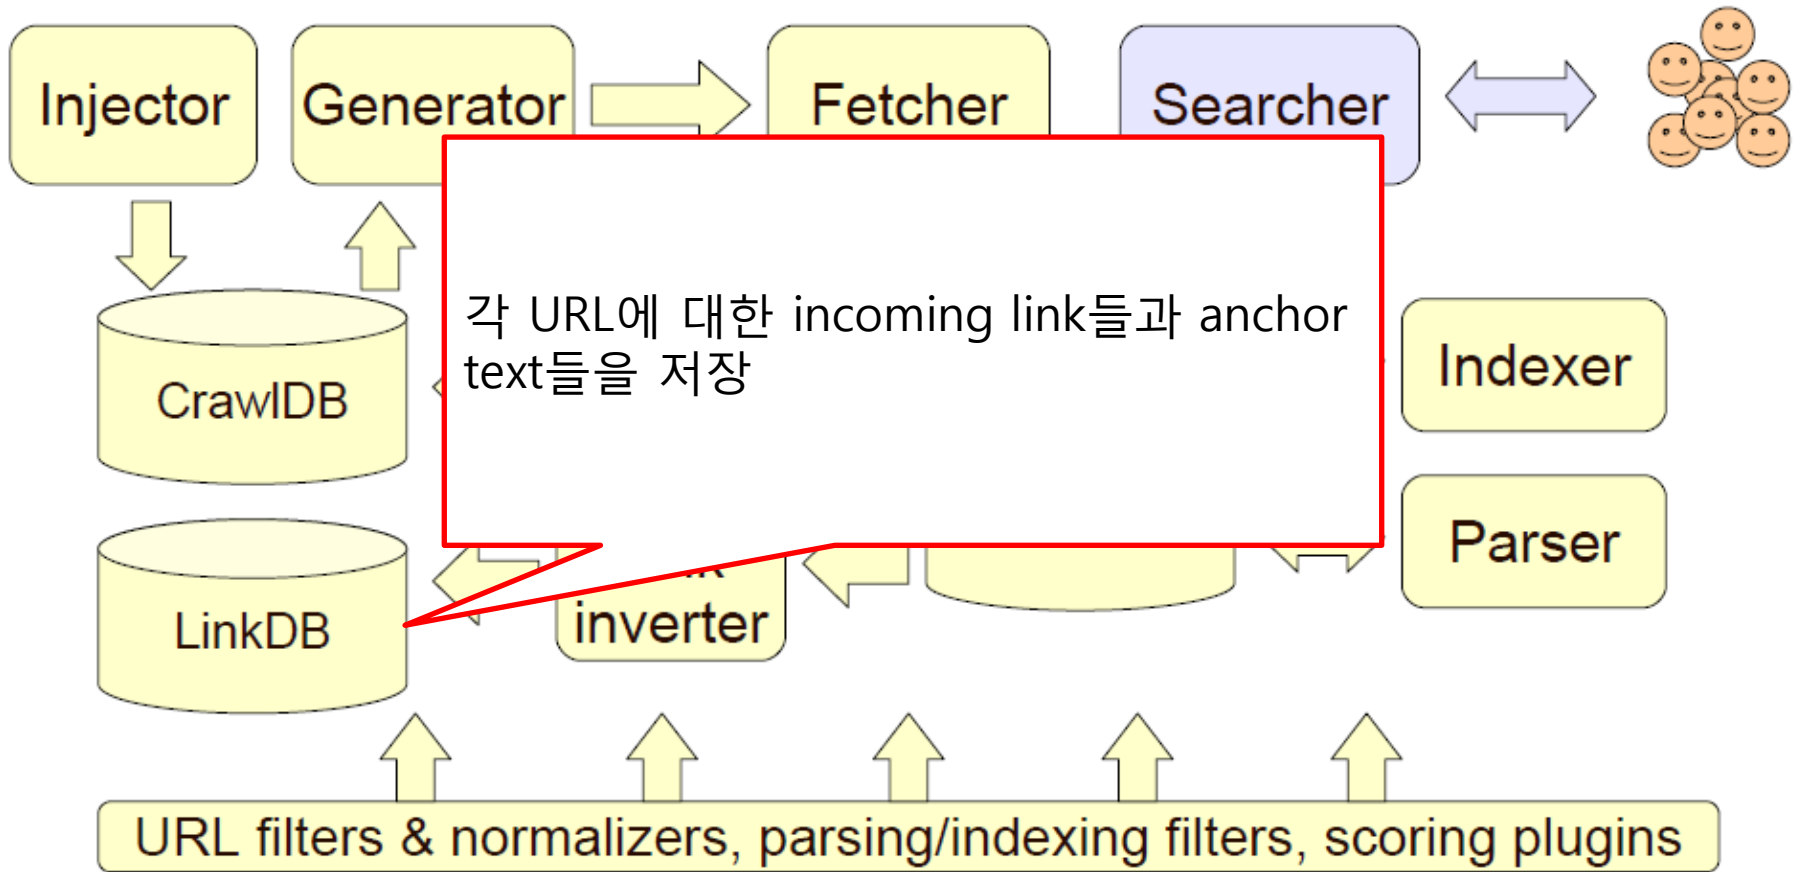 Injector
Generator
Fetcher
Searcher
각 URL에 대한 incoming link들과 anchor
text들을 저장
CrawlDB
Indexer
Parser
LinkDB
inverter
URL filters & normalizers, parsing/indexing filters, scoring plugins